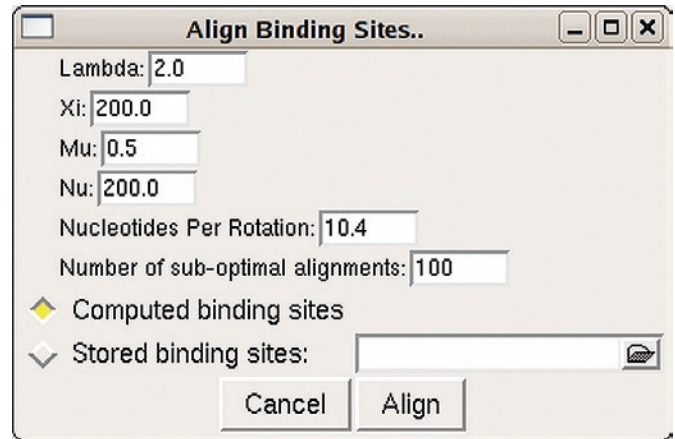 Align Binding Sites..
Lambda: 2.0
Xi: 200.0
Mu: 0.5
Nu: 200.0
Nucleotides Per Rotation: 10.4
Number of sub-optimal alignments: 100
Computed binding sites
Stored binding sites:
Cancel Align